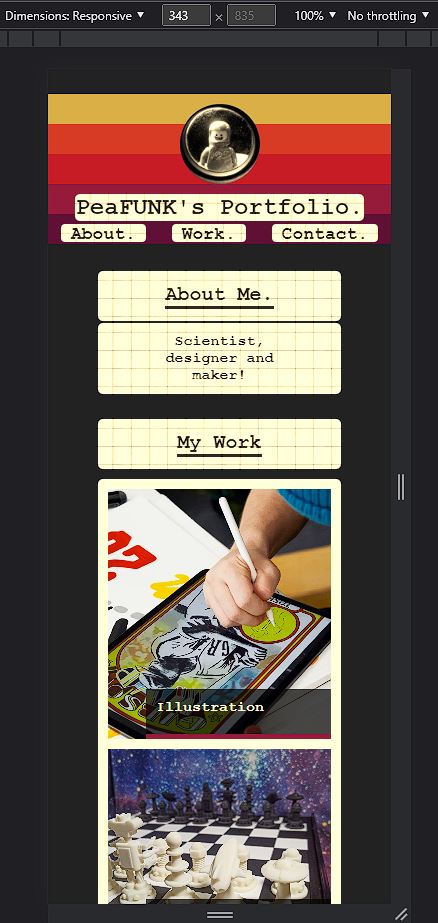 Dimensions: Responsive 343 × 835 100% No throttling
PeaFUNK's Portfolio.
About. Work. Contact.
About Me.
Scientist,
designer and
maker!
My Work
Illustration